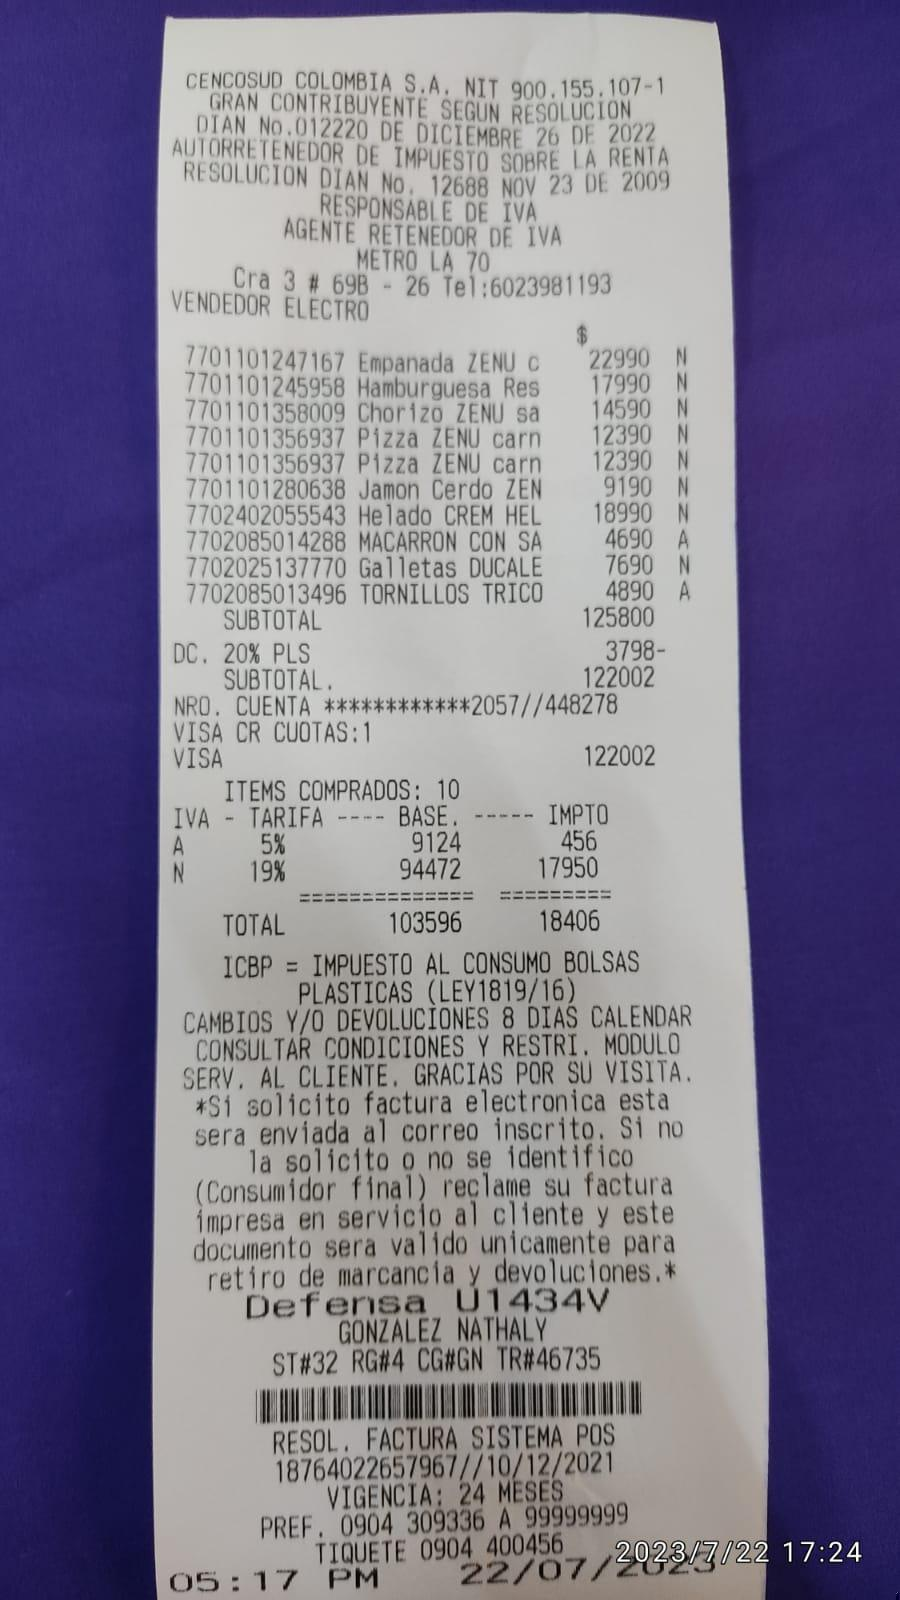 CENCOSUD COLOMBIA S.A. NIT 900.155.107-1
GRAN CONTRIBUYENTE SEGUN RESOLUCION
DIAN No.012220 DE DICIEMBRE 26 DE 2022
AUTORRETENEDOR DE IMPUESTO SOBRE LA RENTA
RESOLUCION DIAN No. 12688 NOV 23 DE 2009
RESPONSABLE DE IVA
AGENTE RETENEDOR DE IVA
METRO LA 70
Cra 3 # 69B - 26 Tel:6023981193
VENDEDOR ELECTRO
$
7701101247167 Empanada ZENU c 22990 N
7701101245958 Hamburguesa Res 17990 N
7701101358009 Chorizo ZENU sa 14590 N
7701101356937 Pizza ZENU carn 12390 N
7701101356937 Pizza ZENU carn 12390 N
7701101280638 Jamon Cerdo ZEN 9190 N
7702402055543 Helado CREM HEL 18990 N
7702085014288 MACARRON CON SA 4690 A
7702025137770 Galletas DUCALE 7690 N
7702085013496 TORNILLOS TRICO 4890 A
SUBTOTAL 125800
DC. 20% PLS 3798-
SUBTOTAL. 122002
NRO. CUENTA ************2057//448278
VISA CR CUOTAS:1
VISA 122002
ITEMS COMPRADOS: 10
IVA - TARIFA ---- BASE. ----- IMPTO
A 5% 9124 456
N 19% 94472 17950
============== =========
TOTAL 103596 18406
ICBP = IMPUESTO AL CONSUMO BOLSAS
PLASTICAS (LEY1819/16)
CAMBIOS Y/O DEVOLUCIONES 8 DIAS CALENDAR
CONSULTAR CONDICIONES Y RESTRI. MODULO
SERV. AL CLIENTE. GRACIAS POR SU VISITA.
*Si solicito factura electronica esta
sera enviada al correo inscrito. Si no
la solicito o no se identifico
(Consumidor final) reclame su factura
impresa en servicio al cliente y este
documento sera valido unicamente para
retiro de marcancia y devoluciones.*
Defensa U1434V
GONZALEZ NATHALY
ST#32 RG#4 CG#GN TR#46735
RESOL. FACTURA SISTEMA POS
18764022657967//10/12/2021
VIGENCIA: 24 MESES
PREF. 0904 309336 A 99999999
TIQUETE 0904 400456
05:17 PM 22/07/2023
2023/7/22 17:24